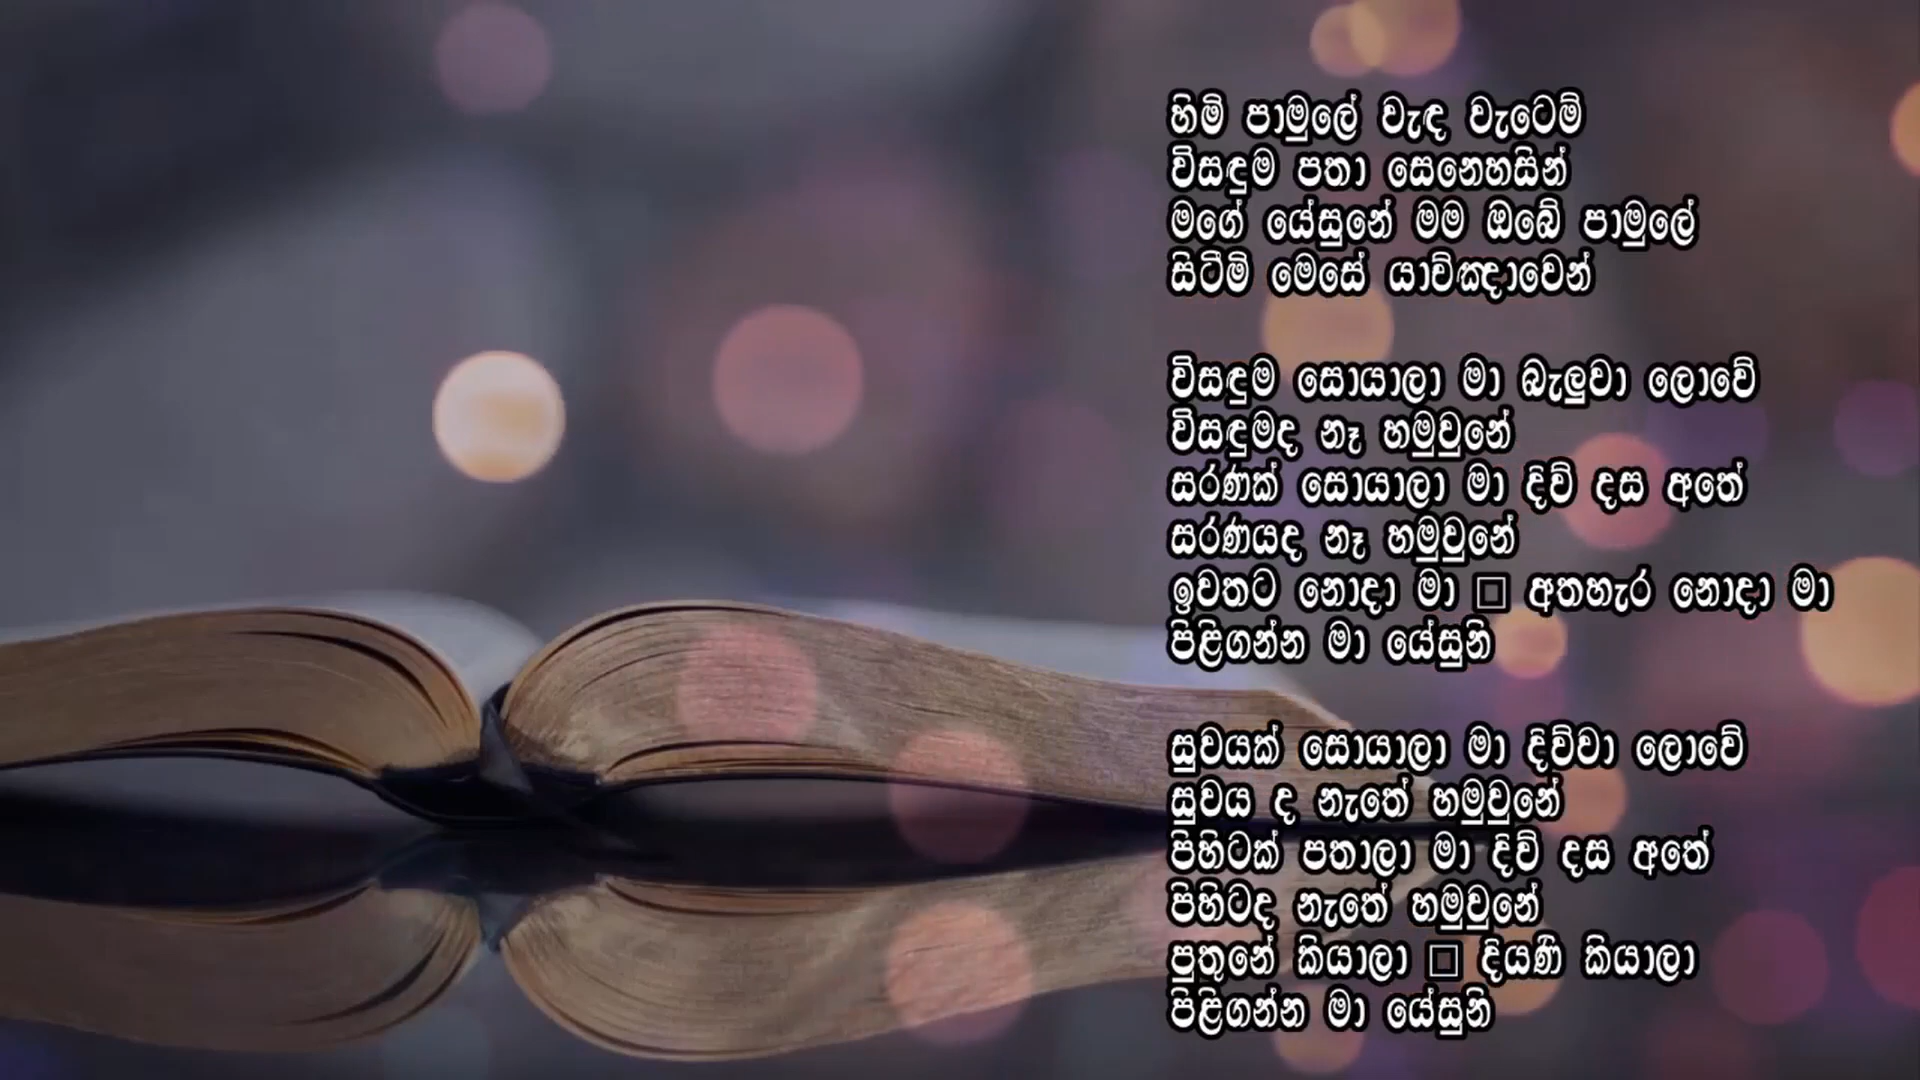 හිමි පාමුලේ වැඳ වැටෙම්
විසඳුම පතා සෙනෙහසින්
මගේ යේසුනේ මම ඔබේ පාමුලේ
සිටිමි මෙසේ යාච්ඤාවෙන්
විසඳුම සොයාලා මා බැලුවා ලොවේ
විසඳුමද නෑ හමුවුනේ
සරණක් සොයාලා මා දිව් දස අතේ
සරණයද නෑ හමුවුනේ
ඉවතට නොදා මා □ අතහැර නොදා මා
පිළිගන්න මා යේසුනි
සුවයක් සොයාලා මා දිව්වා ලොවේ
සුවය ද නැතේ හමුවුනේ
පිහිටක් පතාලා මා දිව් දස අතේ
පිහිටද නැතේ හමුවුනේ
පුතුනේ කියාලා □ දියණී කියාලා
පිළිගන්න මා යේසුනි